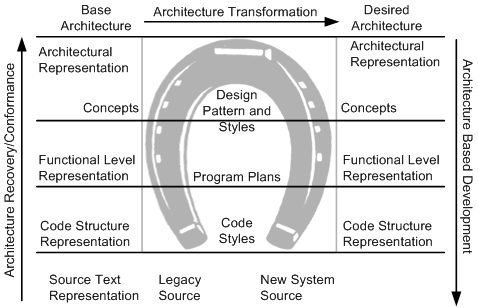 Base
Architecture
Architecture Transformation
Desired
Architecture
Architectural
Representation
Architectural
Representation
Concepts
Design
Pattern and
Styles
Concepts
Functional Level
Representation
Program Plans
Functional Level
Representation
Code Structure
Representation
Code
Styles
Code Structure
Representation
Source Text
Representation
Legacy
Source
New System
Source
Architecture Recovery/Conformance
Architecture Based Development